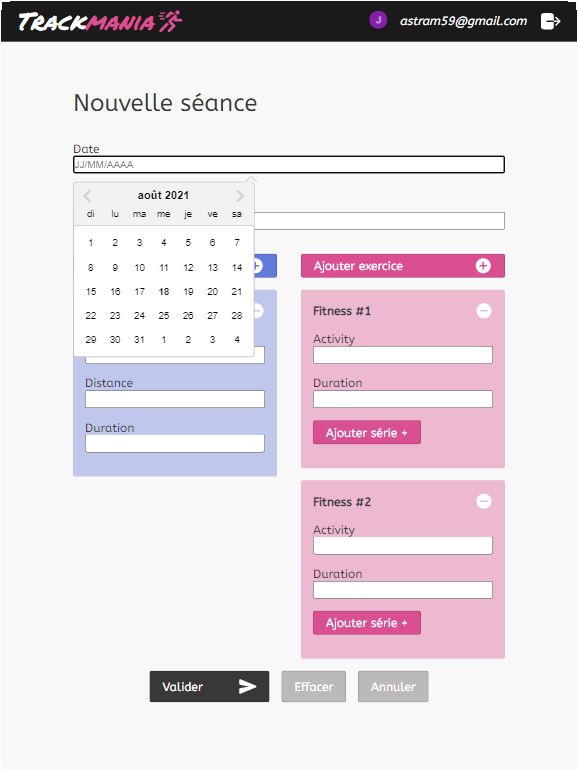 TRACKMANIA
J
astram59@gmail.com
Nouvelle séance
Date
JJ/MM/AAAA
août 2021
di lu ma me je ve sa
1 2 3 4 5 6 7
8 9 10 11 12 13 14
15 16 17 18 19 20 21
22 23 24 25 26 27 28
29 30 31 1 2 3 4
Distance
Duration
Ajouter exercice
Fitness #1
Activity
Duration
Ajouter série +
Fitness #2
Activity
Duration
Ajouter série +
Valider
Effacer
Annuler